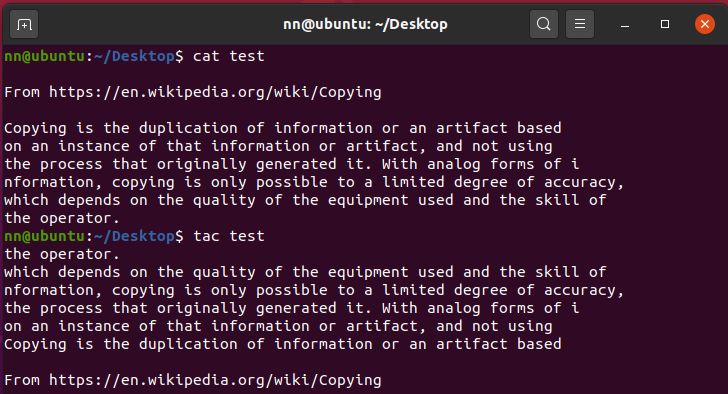 nn@ubuntu: ~/Desktop
nn@ubuntu:~/Desktop$ cat test
From https://en.wikipedia.org/wiki/Copying
Copying is the duplication of information or an artifact based
on an instance of that information or artifact, and not using
the process that originally generated it. With analog forms of i
nformation, copying is only possible to a limited degree of accuracy,
which depends on the quality of the equipment used and the skill of
the operator.
nn@ubuntu:~/Desktop$ tac test
the operator.
which depends on the quality of the equipment used and the skill of
nformation, copying is only possible to a limited degree of accuracy,
the process that originally generated it. With analog forms of i
on an instance of that information or artifact, and not using
Copying is the duplication of information or an artifact based
From https://en.wikipedia.org/wiki/Copying